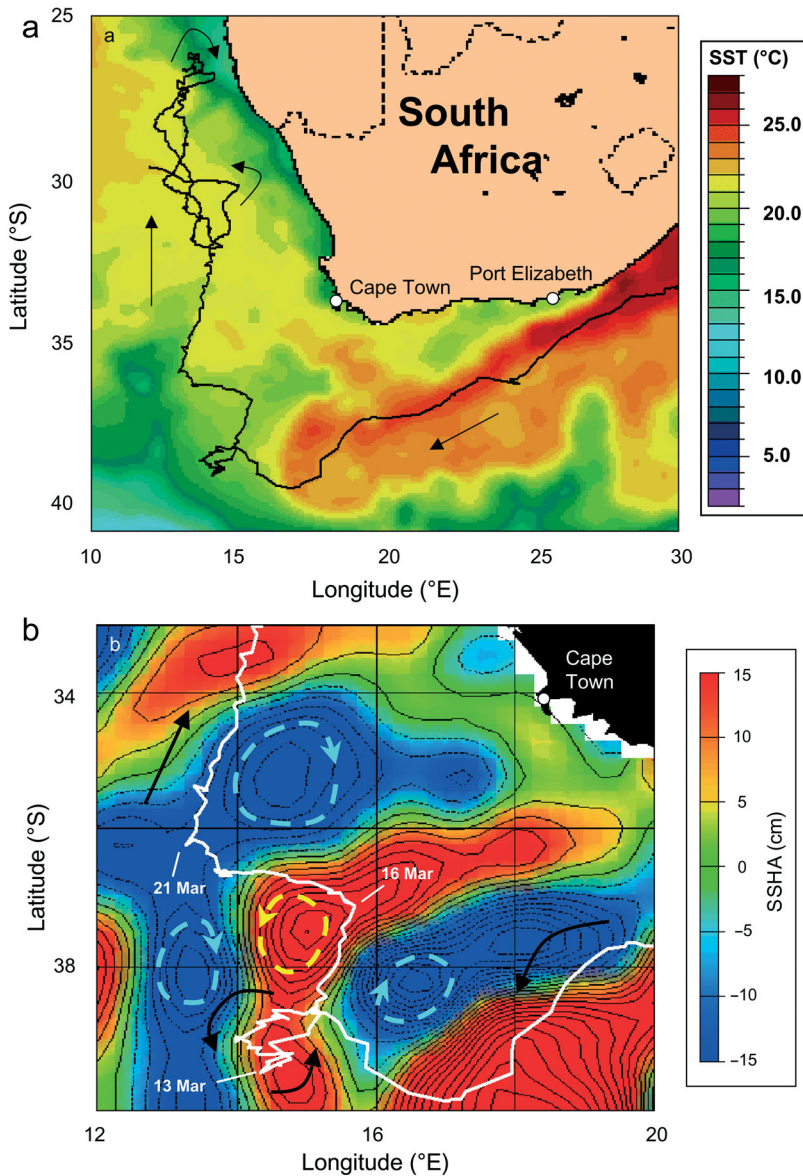 a
a
25
30
35
40
Latitude (°S)
South
Africa
Cape Town
Port Elizabeth
10
15
20
25
30
Longitude (°E)
SST (°C)
25.0
20.0
15.0
10.0
5.0
b
b
34
38
Latitude (°S)
Cape
Town
21 Mar
16 Mar
13 Mar
12
16
20
Longitude (°E)
15
10
5
0
−5
−10
−15
SSHA (cm)